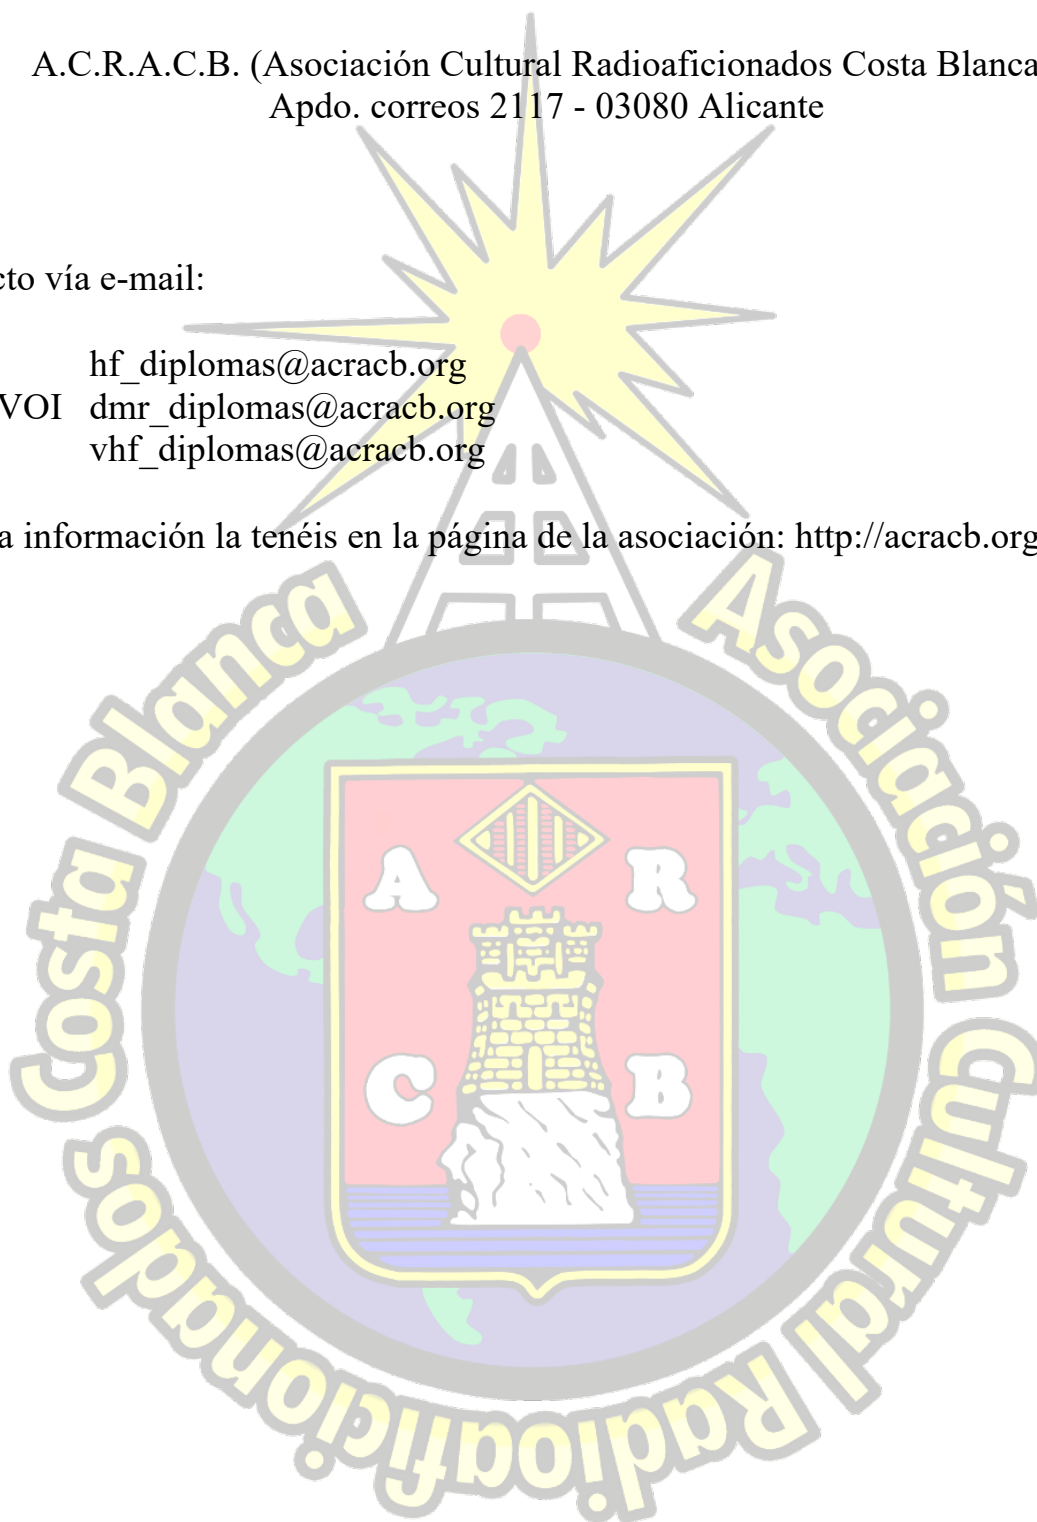 A.C.R.A.C.B. (Asociación Cultural Radioaficionados Costa Blanca
Apdo. correos 2117 - 03080 Alicante
cto vía e-mail:
hf_diplomas@acracb.org
VOI dmr_diplomas@acracb.org
vhf_diplomas@acracb.org
a información la tenéis en la página de la asociación: http://acracb.org
Asociación Cultural Radioaficionados Costa Blanca
A R
C B